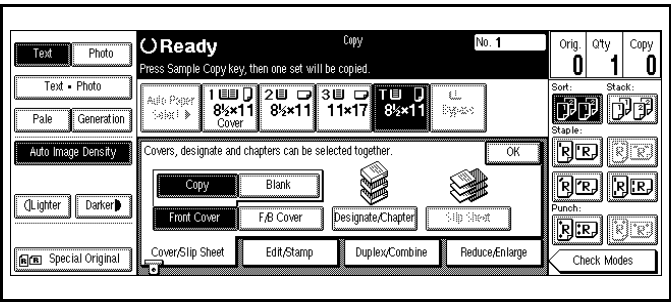 Text Photo
Text • Photo
Pale Generation
Auto Image Density
Lighter Darker
Special Original
Ready
Copy
No. 1
Press Sample Copy key, then one set will be copied.
Auto Paper Select
1 8½×11 Cover
2 8½×11
3 11×17
T 8½×11
Bypass
Covers, designate and chapters can be selected together.
OK
Copy Blank
Front Cover F/B Cover Designate/Chapter Slip Sheet
Cover/Slip Sheet Edit/Stamp Duplex/Combine Reduce/Enlarge
Orig. Q'ty Copy
0 1 0
Sort: Stack:
Staple:
Punch:
Check Modes